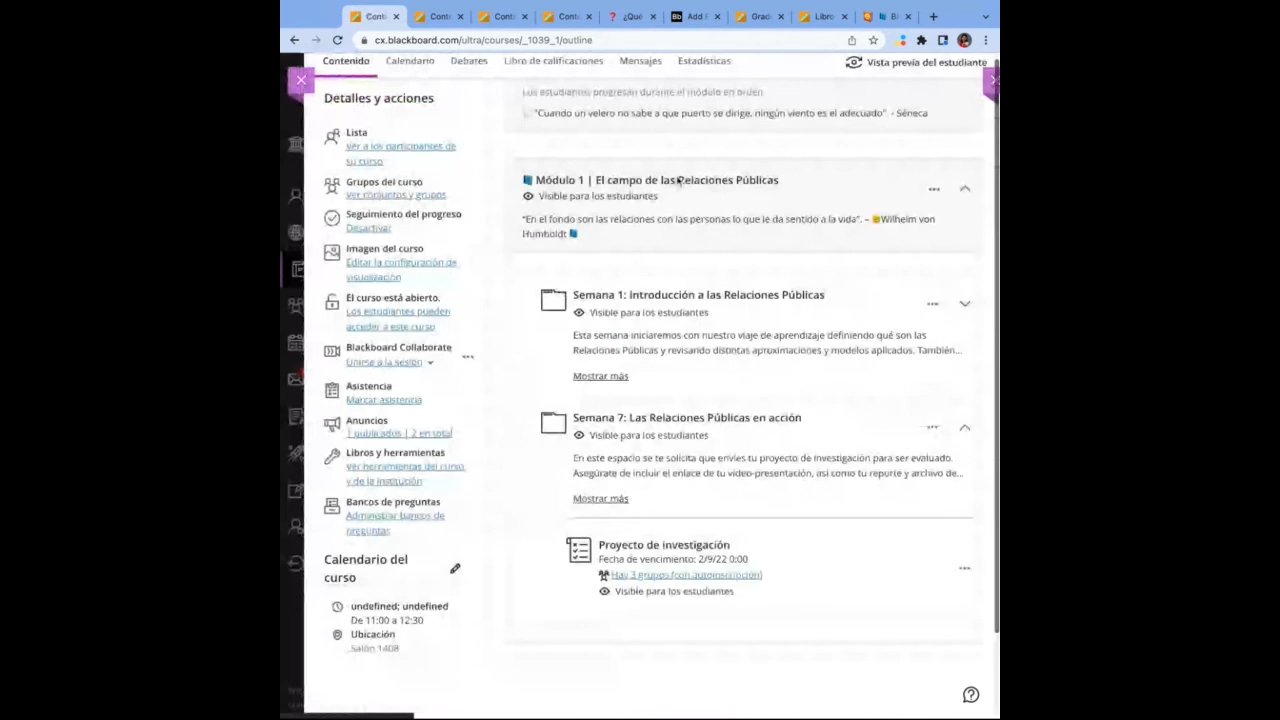 Conte
Conte
Conte
Conte
¿Qué
Add F
Grade
Libro
Bl
cx.blackboard.com/ultra/courses/_1039_1/outline
Contenido
Calendario
Debates
Libro de calificaciones
Mensajes
Estadísticas
Vista previa del estudiante
Detalles y acciones
Lista
Ver a los participantes de
su curso
Grupos del curso
Ver conjuntos y grupos
Seguimiento del progreso
Desactivar
Imagen del curso
Editar la configuración de
visualización
El curso está abierto.
Los estudiantes pueden
acceder a este curso
Blackboard Collaborate
Unirse a la sesión
Asistencia
Marcar asistencia
Anuncios
1 publicados | 2 en total
Libros y herramientas
Ver herramientas del curso
y de la institución
Bancos de preguntas
Administrar bancos de
preguntas
Calendario del
curso
undefined; undefined
De 11:00 a 12:30
Ubicación
Salón 1408
Los estudiantes progresan durante el módulo en orden
"Cuando un velero no sabe a que puerto se dirige, ningún viento es el adecuado" - Séneca
Módulo 1 | El campo de las Relaciones Públicas
Visible para los estudiantes
"En el fondo son las relaciones con las personas lo que le da sentido a la vida". – Wilhelm von
Humboldt
Semana 1: Introducción a las Relaciones Públicas
Visible para los estudiantes
Esta semana iniciaremos con nuestro viaje de aprendizaje definiendo qué son las
Relaciones Públicas y revisando distintas aproximaciones y modelos aplicados. También...
Mostrar más
Semana 7: Las Relaciones Públicas en acción
Visible para los estudiantes
En este espacio se te solicita que envíes tu proyecto de investigación para ser evaluado.
Asegúrate de incluir el enlace de tu video-presentación, así como tu reporte y archivo de...
Mostrar más
Proyecto de investigación
Fecha de vencimiento: 2/9/22 0:00
Hay 3 grupos (con autoinscripción)
Visible para los estudiantes